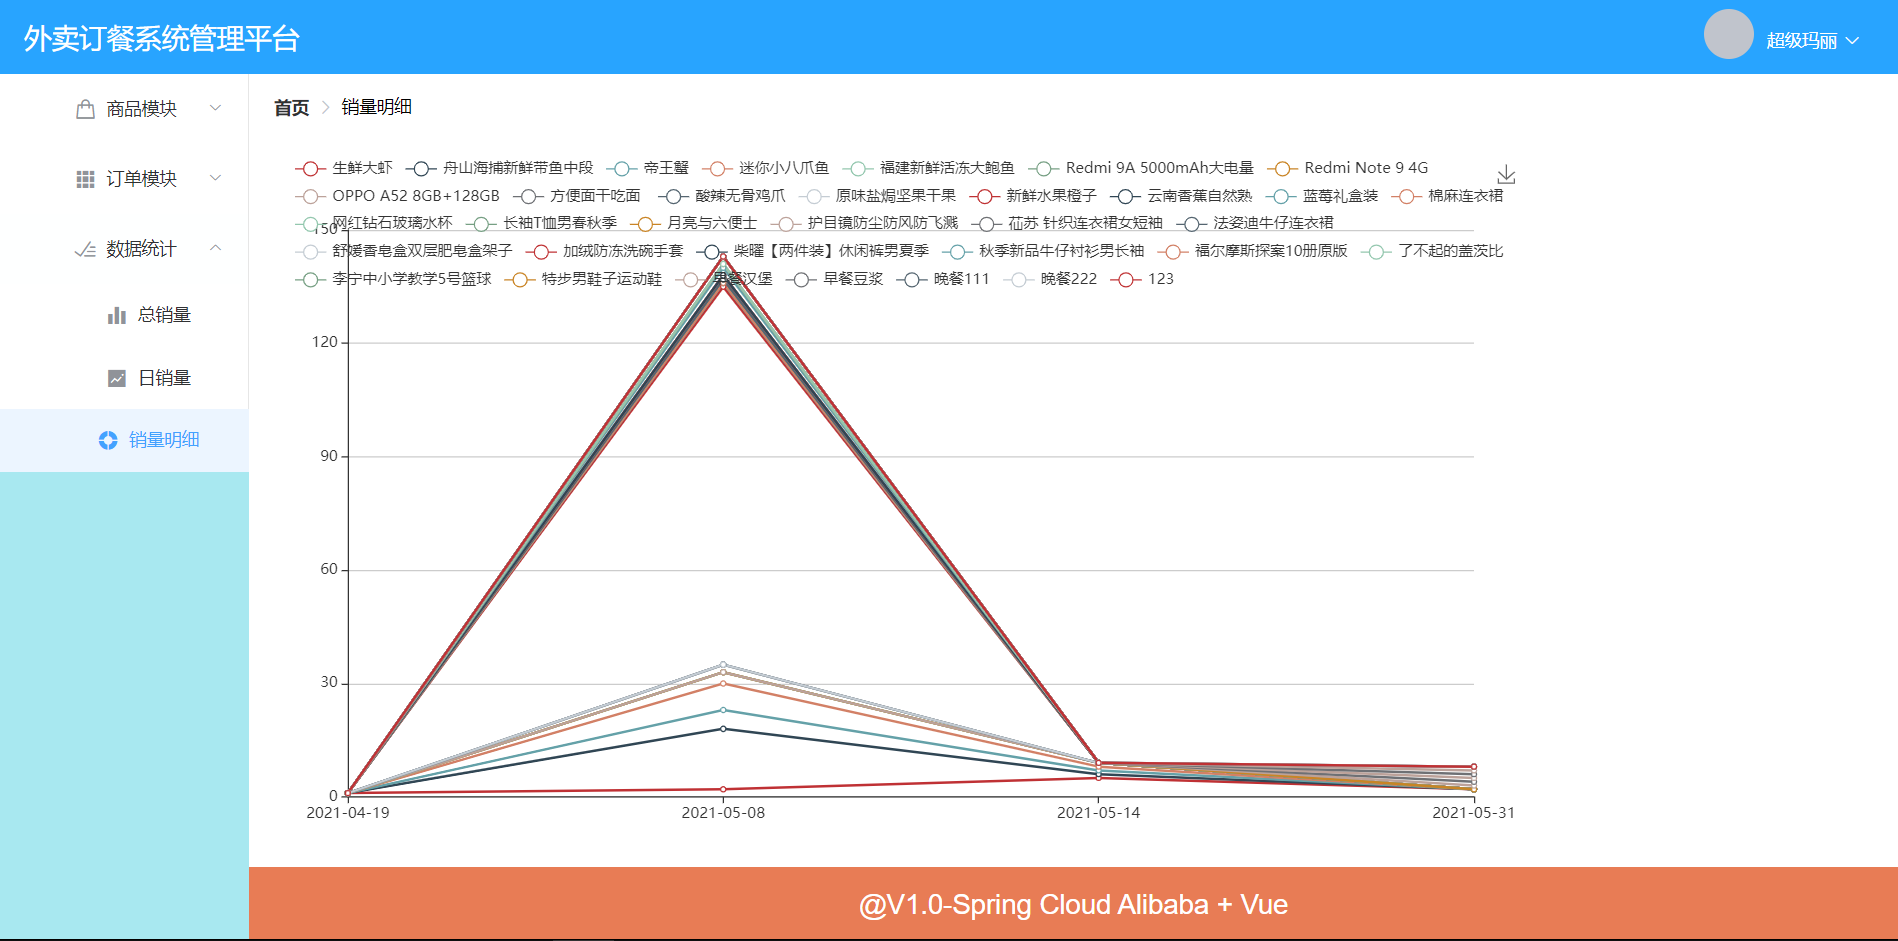 外卖订餐系统管理平台
超级玛丽
商品模块
订单模块
数据统计
总销量
日销量
销量明细
首页 > 销量明细
生鲜大虾 舟山海捕新鲜带鱼中段 帝王蟹 迷你小八爪鱼 福建新鲜活冻大鲍鱼 Redmi 9A 5000mAh大电量 Redmi Note 9 4G
OPPO A52 8GB+128GB 方便面干吃面 酸辣无骨鸡爪 原味盐焗坚果干果 新鲜水果橙子 云南香蕉自然熟 蓝莓礼盒装 棉麻连衣裙
网红钻石玻璃水杯 长袖T恤男春秋季 月亮与六便士 护目镜防尘防风防飞溅 茌苏 针织连衣裙女短袖 法姿迪牛仔连衣裙
舒媛香皂盒双层肥皂盒架子 加绒防冻洗碗手套 柴曜【两件装】休闲裤男夏季 秋季新品牛仔衬衫男长袖 福尔摩斯探案10册原版 了不起的盖茨比
李宁中小学教学5号篮球 特步男鞋子运动鞋 早餐汉堡 早餐豆浆 晚餐111 晚餐222 123
150
120
90
60
30
0
2021-04-19 2021-05-08 2021-05-14 2021-05-31
@V1.0-Spring Cloud Alibaba + Vue